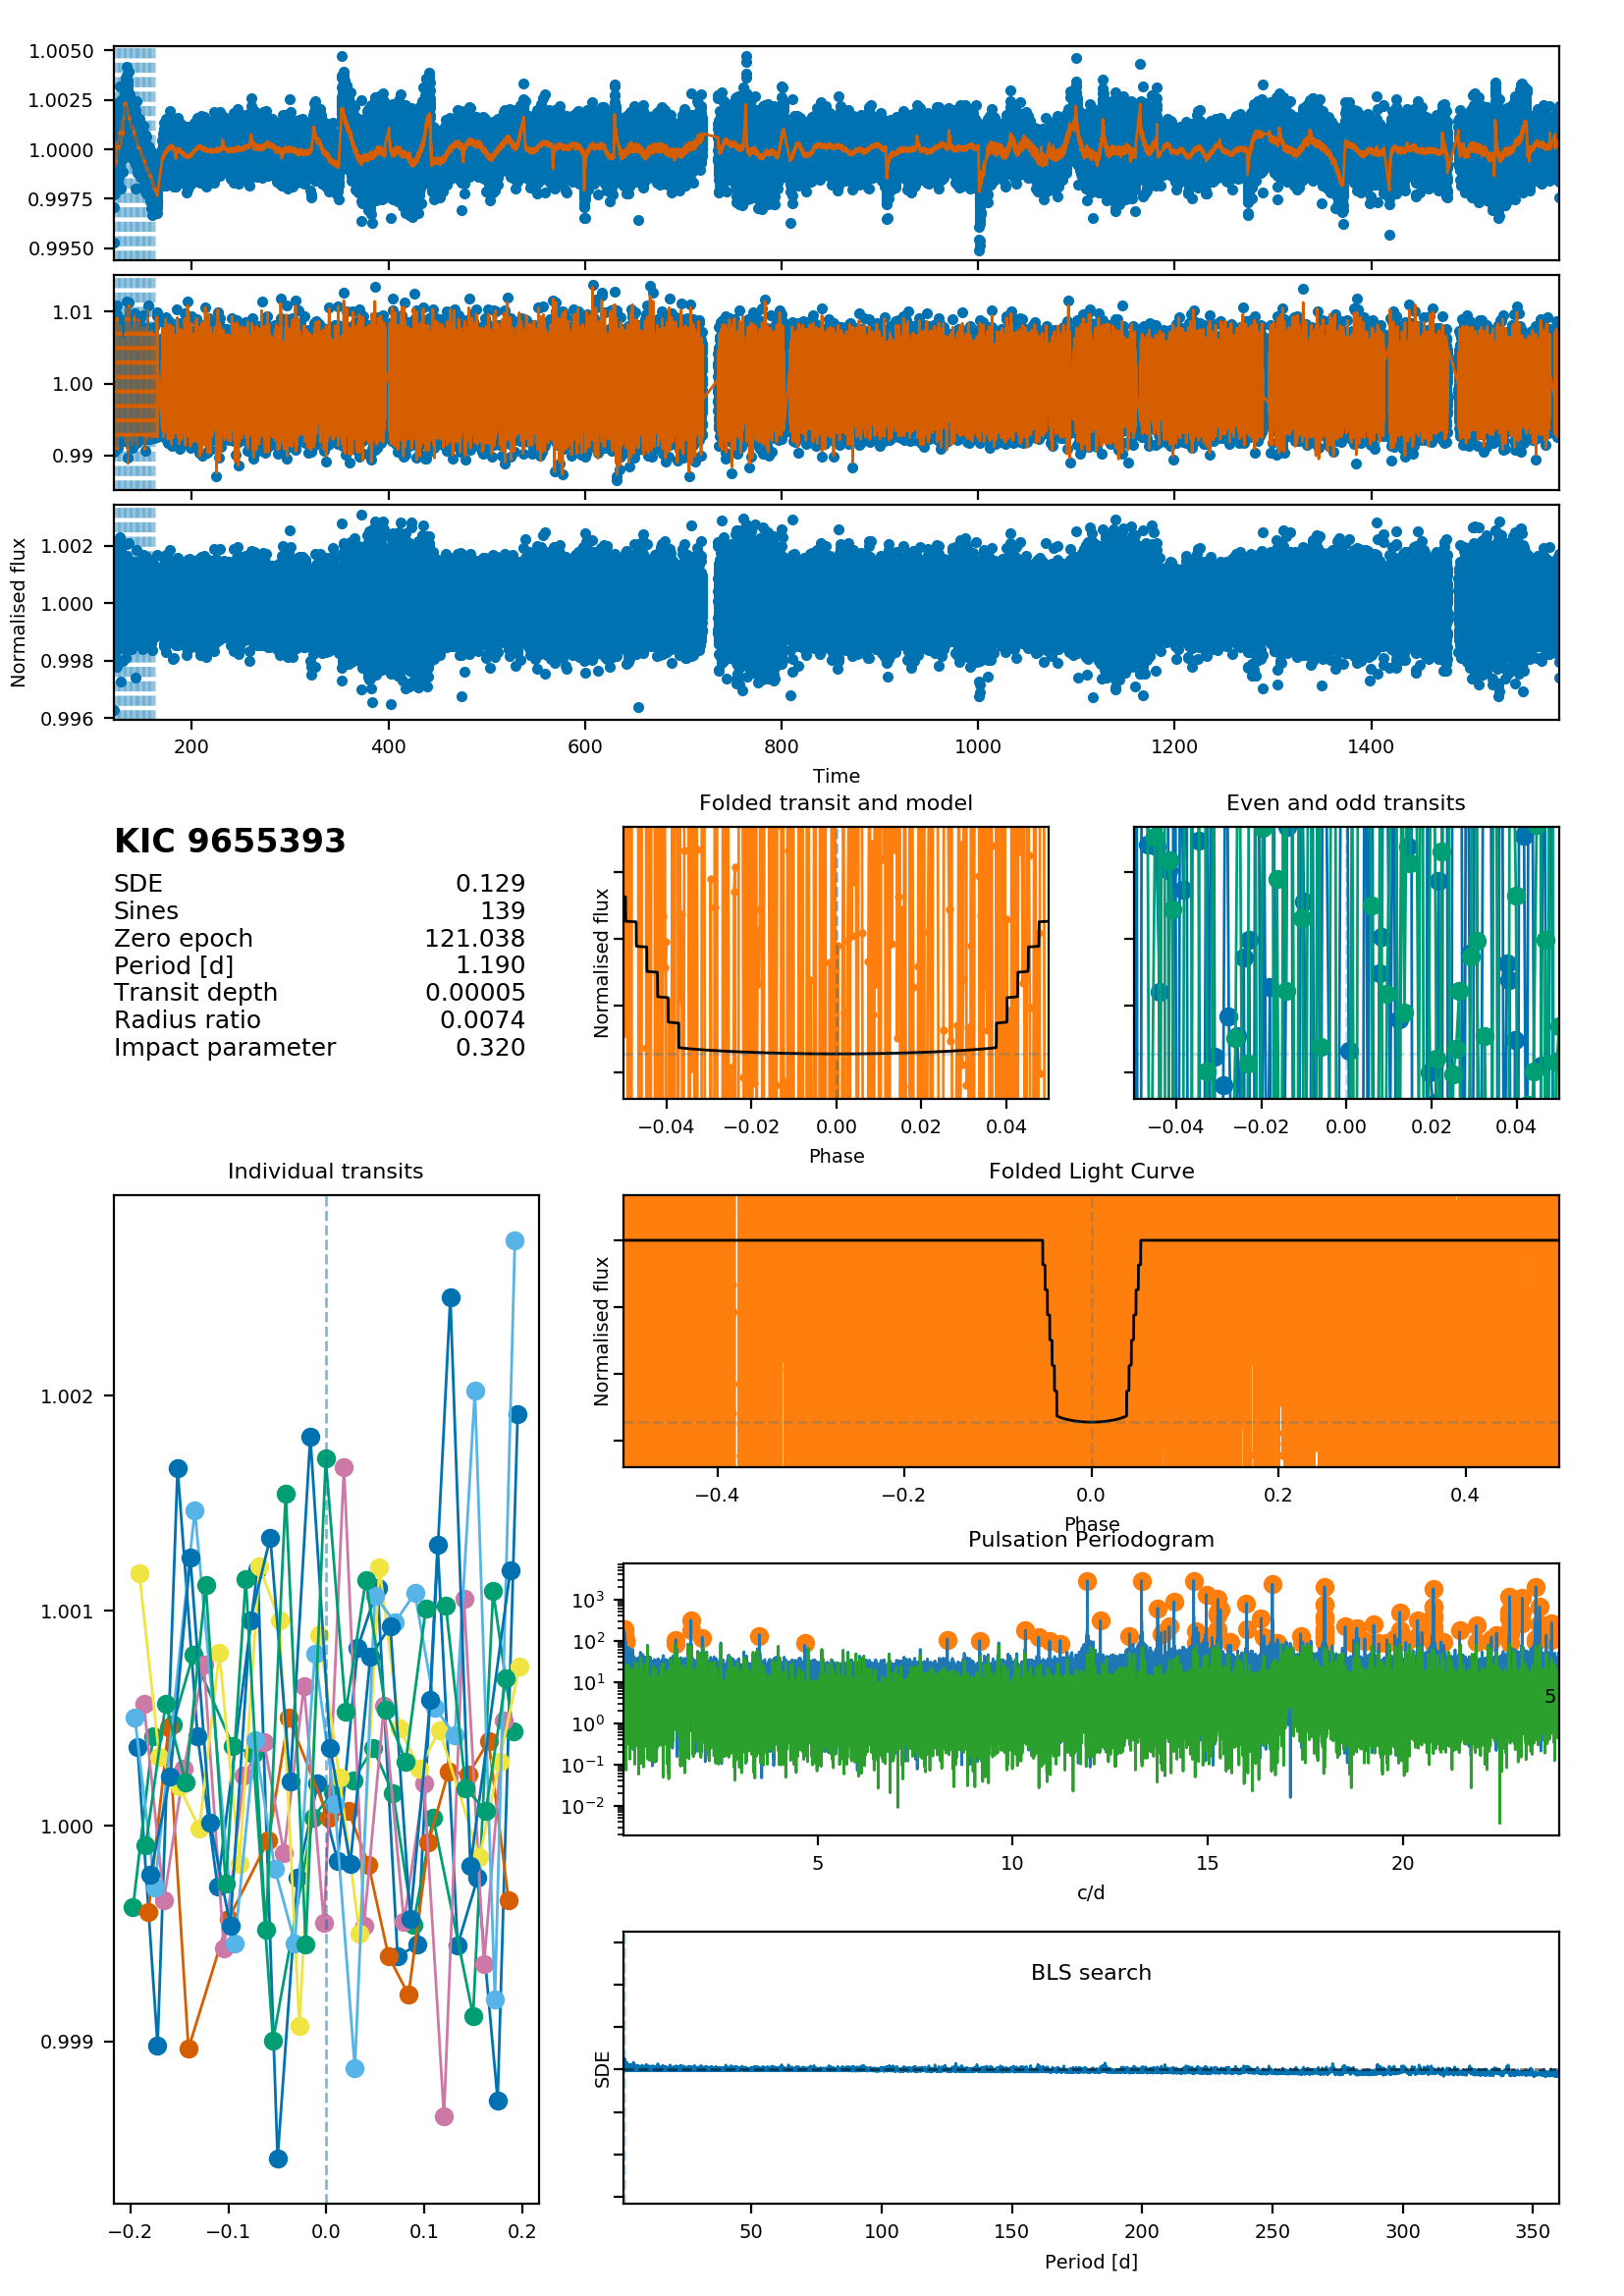 1.0050
1.0025
1.0000
0.9975
0.9950
1.01
1.00
0.99
1.002
1.000
0.998
0.996
Normalised flux
200 400 600 800 1000 1200 1400
Time
KIC 9655393
SDE 0.129
Sines 139
Zero epoch 121.038
Period [d] 1.190
Transit depth 0.00005
Radius ratio 0.0074
Impact parameter 0.320
Folded transit and model
Normalised flux
−0.04 −0.02 0.00 0.02 0.04
Phase
Even and odd transits
−0.04 −0.02 0.00 0.02 0.04
Individual transits
1.002
1.001
1.000
0.999
−0.2 −0.1 0.0 0.1 0.2
Folded Light Curve
Normalised flux
−0.4 −0.2 0.0 0.2 0.4
Phase
Pulsation Periodogram
10³
10²
10¹
10⁰
10⁻¹
10⁻²
5
5 10 15 20
c/d
BLS search
SDE
50 100 150 200 250 300 350
Period [d]